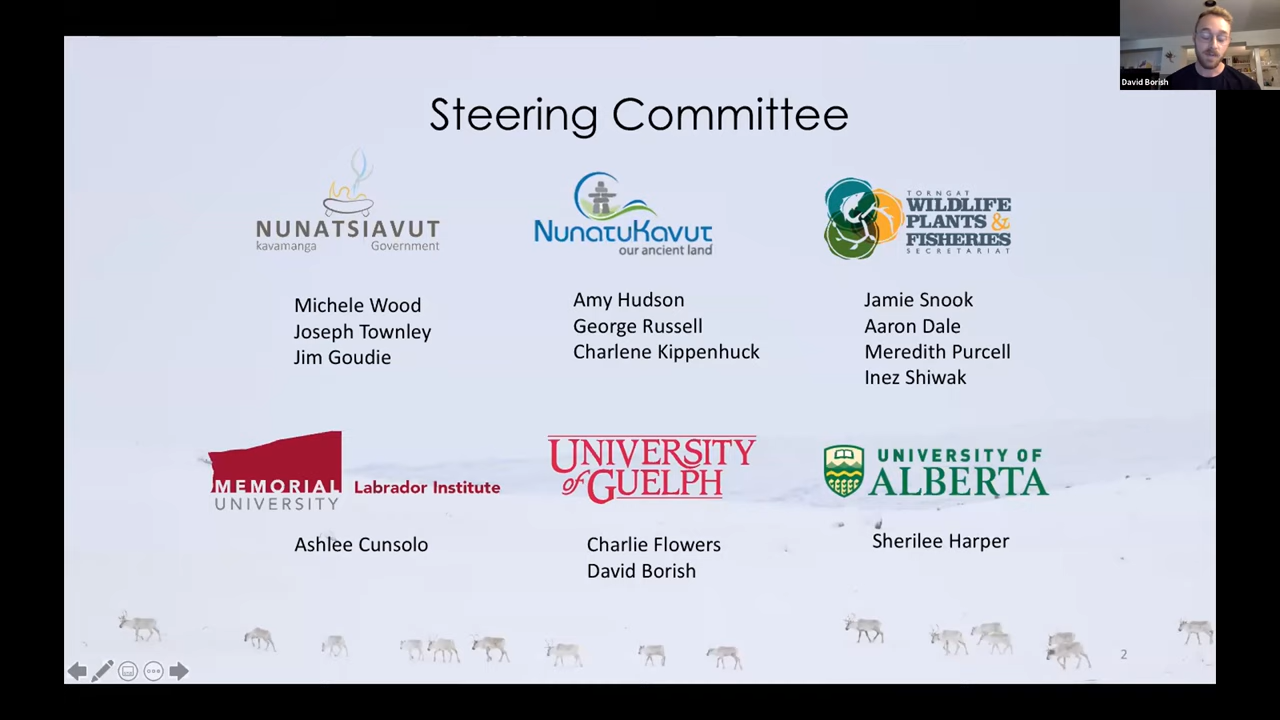 David Borish
Steering Committee
NUNATSIAVUT
kavamanga Government
NunatuKavut
our ancient land
TORNGAT
WILDLIFE
PLANTS &
FISHERIES
SECRETARIAT
Michele Wood
Joseph Townley
Jim Goudie
Amy Hudson
George Russell
Charlene Kippenhuck
Jamie Snook
Aaron Dale
Meredith Purcell
Inez Shiwak
MEMORIAL
UNIVERSITY
Labrador Institute
UNIVERSITY
of GUELPH
UNIVERSITY OF
ALBERTA
Ashlee Cunsolo
Charlie Flowers
David Borish
Sherilee Harper
2